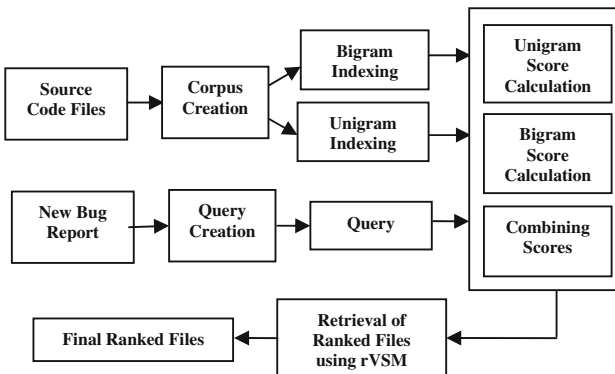 Source
Code Files
Corpus
Creation
Bigram
Indexing
Unigram
Indexing
Unigram
Score
Calculation
Bigram
Score
Calculation
Combining
Scores
New Bug
Report
Query
Creation
Query
Final Ranked Files
Retrieval of
Ranked Files
using rVSM